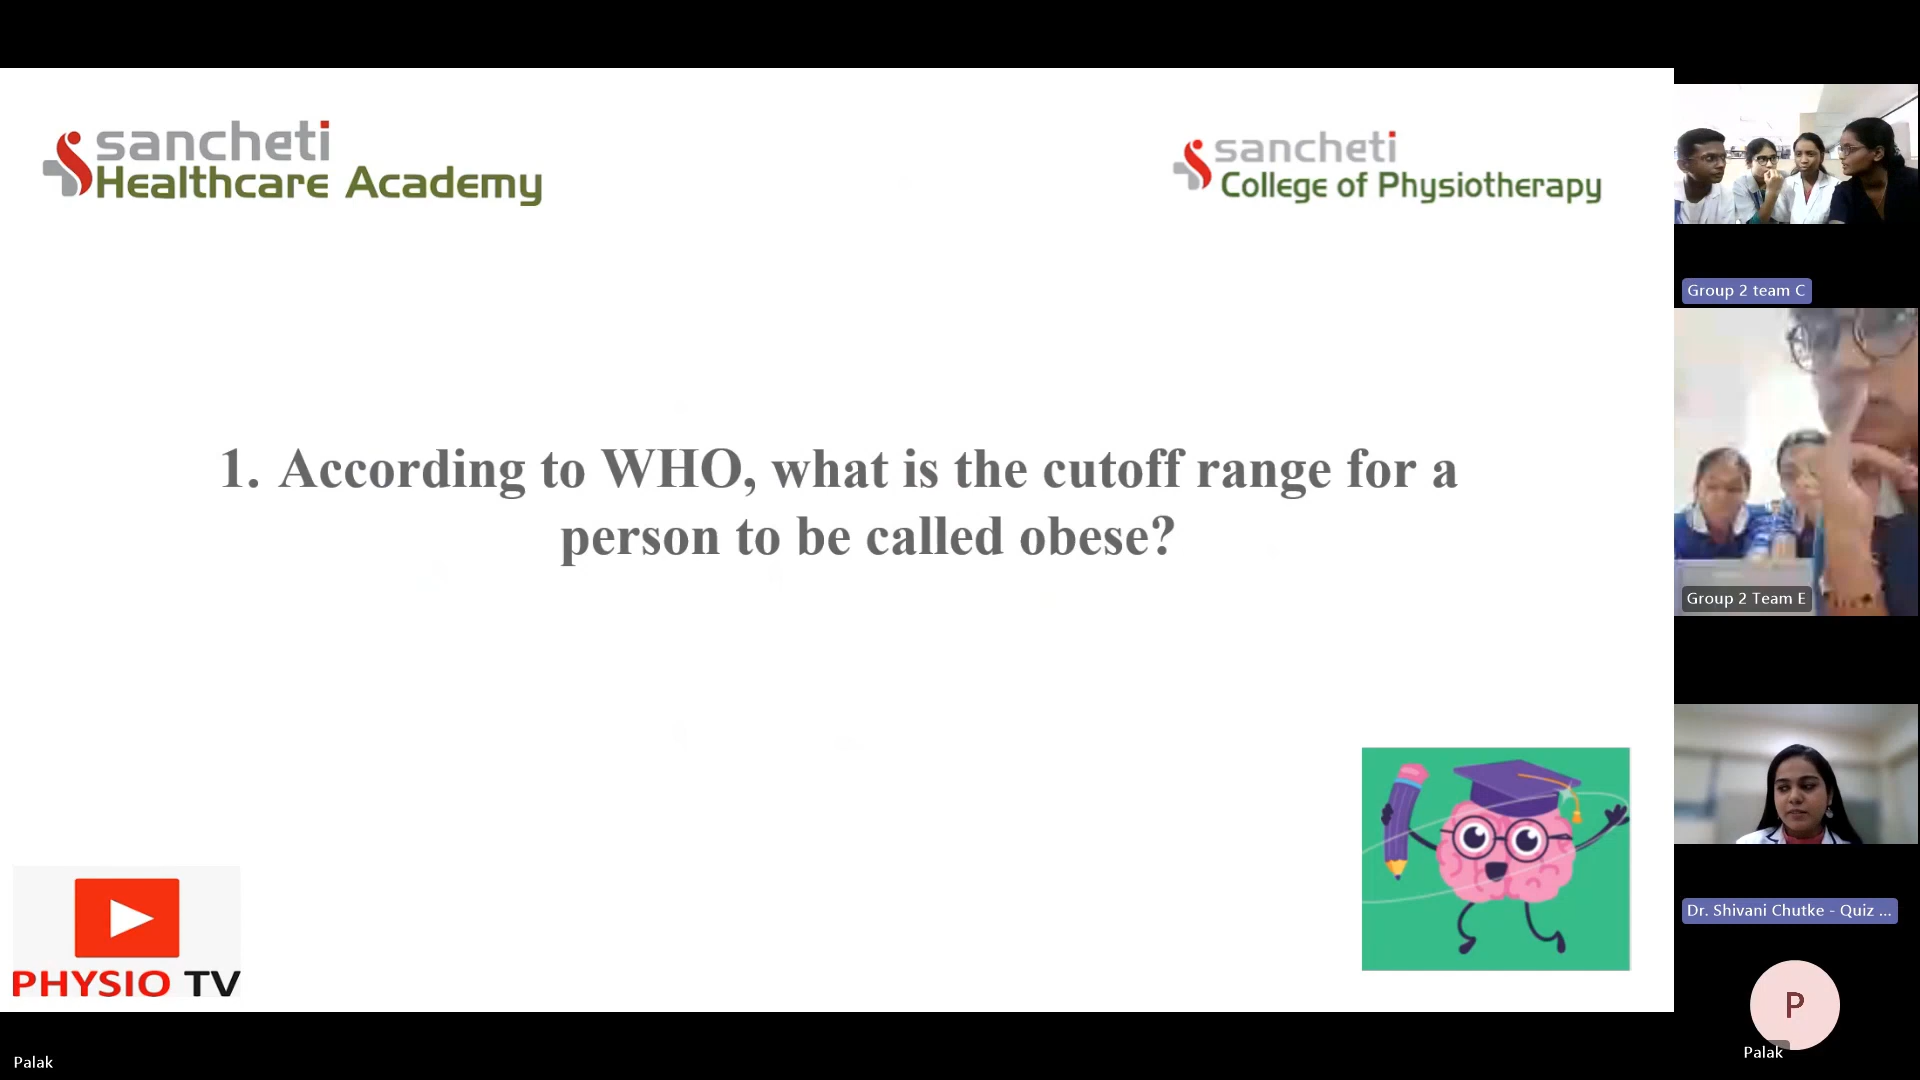 sancheti
Healthcare Academy
sancheti
College of Physiotherapy
1. According to WHO, what is the cutoff range for a
person to be called obese?
PHYSIO TV
Group 2 team C
Group 2 Team E
Dr. Shivani Chutke - Quiz ...
P
Palak
Palak